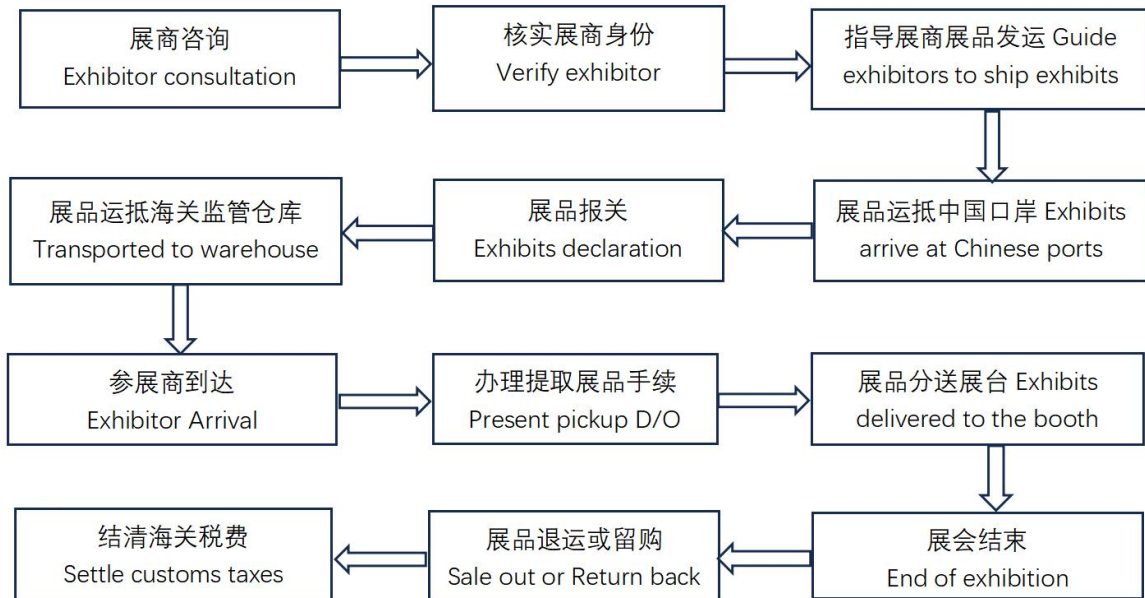 展商咨询
Exhibitor consultation
核实展商身份
Verify exhibitor
指导展商展品发运 Guide
exhibitors to ship exhibits
展品运抵中国口岸 Exhibits
arrive at Chinese ports
展品报关
Exhibits declaration
展品运抵海关监管仓库
Transported to warehouse
参展商到达
Exhibitor Arrival
办理提取展品手续
Present pickup D/O
展品分送展台 Exhibits
delivered to the booth
展会结束
End of exhibition
展品退运或留购
Sale out or Return back
结清海关税费
Settle customs taxes